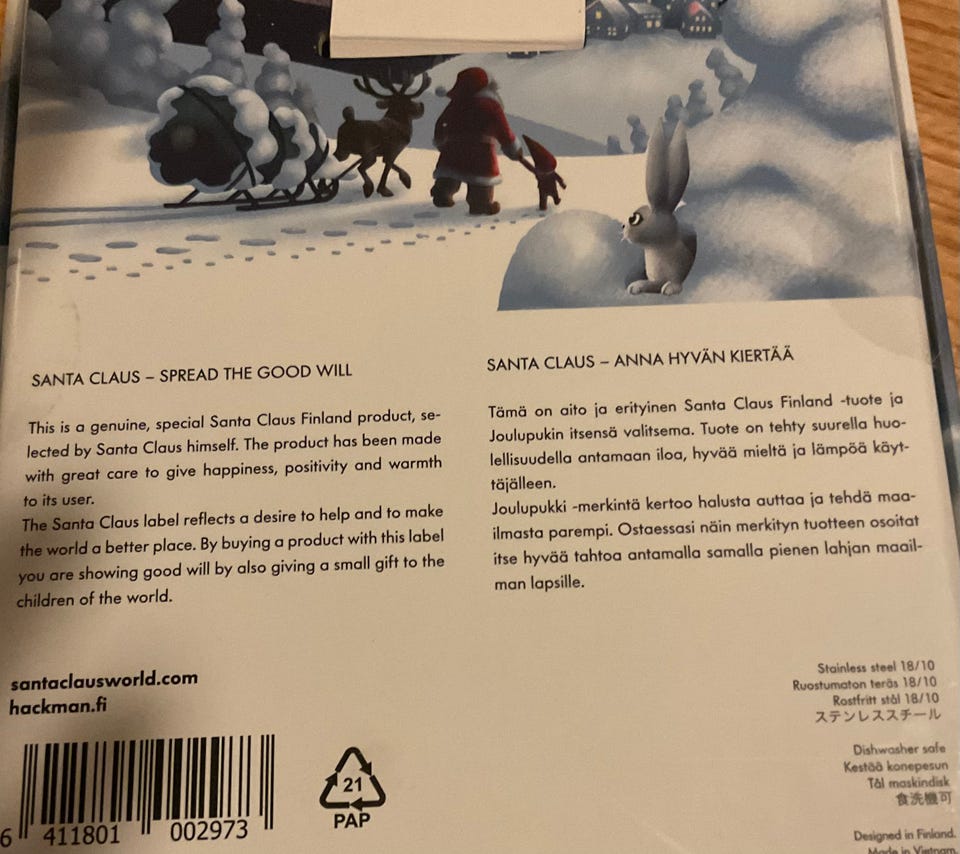 SANTA CLAUS – SPREAD THE GOOD WILL
This is a genuine, special Santa Claus Finland product, se-
lected by Santa Claus himself. The product has been made
with great care to give happiness, positivity and warmth
to its user.
The Santa Claus label reflects a desire to help and to make
the world a better place. By buying a product with this label
you are showing good will by also giving a small gift to the
children of the world.
SANTA CLAUS – ANNA HYVÄN KIERTÄÄ
Tämä on aito ja erityinen Santa Claus Finland -tuote ja
Joulupukin itsensä valitsema. Tuote on tehty suurella huo-
lellisuudella antamaan iloa, hyvää mieltä ja lämpöä käyt-
täjälleen.
Joulupukki -merkintä kertoo halusta auttaa ja tehdä maa-
ilmasta parempi. Ostaessasi näin merkityn tuotteen osoitat
itse hyvää tahtoa antamalla samalla pienen lahjan maail-
man lapsille.
santaclausworld.com
hackman.fi
6 411801 002973
21
PAP
Stainless steel 18/10
Ruostumaton teräs 18/10
Rostfritt stål 18/10
ステンレススチール
Dishwasher safe
Kestää konepesun
Tål maskindisk
食洗機可
Designed in Finland.
Made in Vietnam.